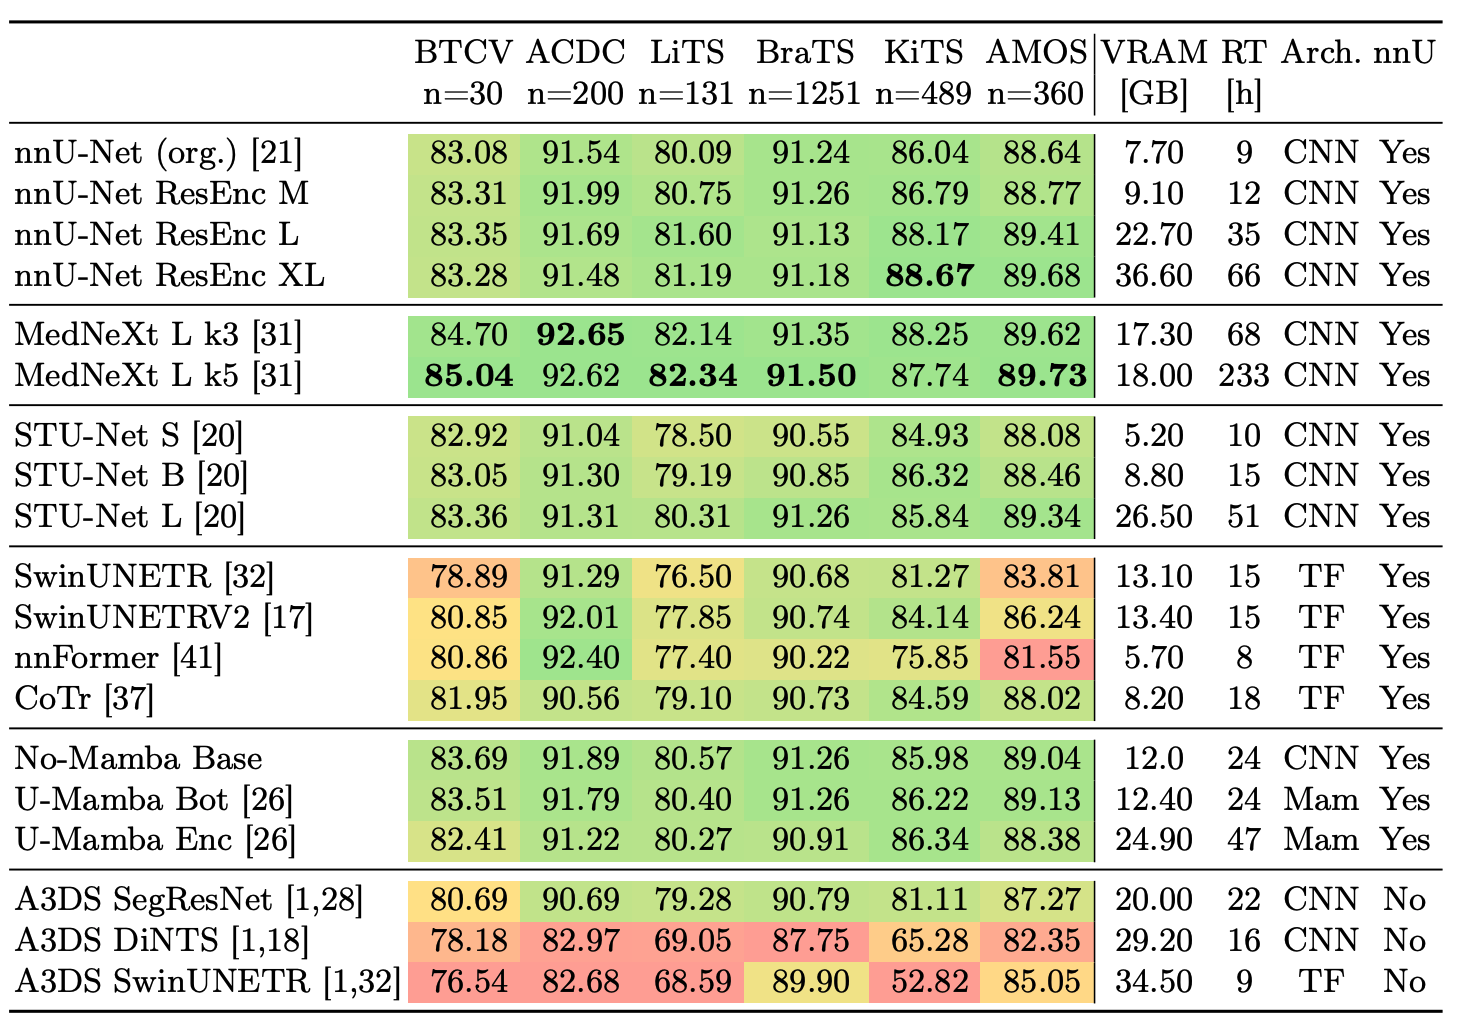 BTCV ACDC LiTS BraTS KiTS AMOS VRAM RT Arch. nnU
n=30 n=200 n=131 n=1251 n=489 n=360 [GB] [h]
nnU-Net (org.) [21] 83.08 91.54 80.09 91.24 86.04 88.64 7.70 9 CNN Yes
nnU-Net ResEnc M 83.31 91.99 80.75 91.26 86.79 88.77 9.10 12 CNN Yes
nnU-Net ResEnc L 83.35 91.69 81.60 91.13 88.17 89.41 22.70 35 CNN Yes
nnU-Net ResEnc XL 83.28 91.48 81.19 91.18 88.67 89.68 36.60 66 CNN Yes
MedNeXt L k3 [31] 84.70 92.65 82.14 91.35 88.25 89.62 17.30 68 CNN Yes
MedNeXt L k5 [31] 85.04 92.62 82.34 91.50 87.74 89.73 18.00 233 CNN Yes
STU-Net S [20] 82.92 91.04 78.50 90.55 84.93 88.08 5.20 10 CNN Yes
STU-Net B [20] 83.05 91.30 79.19 90.85 86.32 88.46 8.80 15 CNN Yes
STU-Net L [20] 83.36 91.31 80.31 91.26 85.84 89.34 26.50 51 CNN Yes
SwinUNETR [32] 78.89 91.29 76.50 90.68 81.27 83.81 13.10 15 TF Yes
SwinUNETRV2 [17] 80.85 92.01 77.85 90.74 84.14 86.24 13.40 15 TF Yes
nnFormer [41] 80.86 92.40 77.40 90.22 75.85 81.55 5.70 8 TF Yes
CoTr [37] 81.95 90.56 79.10 90.73 84.59 88.02 8.20 18 TF Yes
No-Mamba Base 83.69 91.89 80.57 91.26 85.98 89.04 12.0 24 CNN Yes
U-Mamba Bot [26] 83.51 91.79 80.40 91.26 86.22 89.13 12.40 24 Mam Yes
U-Mamba Enc [26] 82.41 91.22 80.27 90.91 86.34 88.38 24.90 47 Mam Yes
A3DS SegResNet [1,28] 80.69 90.69 79.28 90.79 81.11 87.27 20.00 22 CNN No
A3DS DiNTS [1,18] 78.18 82.97 69.05 87.75 65.28 82.35 29.20 16 CNN No
A3DS SwinUNETR [1,32] 76.54 82.68 68.59 89.90 52.82 85.05 34.50 9 TF No